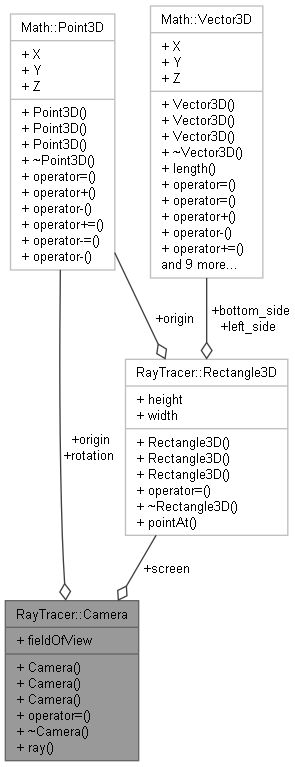 Math::Point3D
+ X
+ Y
+ Z
+ Point3D()
+ Point3D()
+ Point3D()
+ ~Point3D()
+ operator=()
+ operator+()
+ operator-()
+ operator+=()
+ operator-=()
+ operator-()
Math::Vector3D
+ X
+ Y
+ Z
+ Vector3D()
+ Vector3D()
+ Vector3D()
+ ~Vector3D()
+ length()
+ operator=()
+ operator=()
+ operator+()
+ operator-()
+ operator+=()
and 9 more...
+origin
+bottom_side
+left_side
RayTracer::Rectangle3D
+ height
+ width
+ Rectangle3D()
+ Rectangle3D()
+ Rectangle3D()
+ operator=()
+ ~Rectangle3D()
+ pointAt()
+origin
+rotation
+screen
RayTracer::Camera
+ fieldOfView
+ Camera()
+ Camera()
+ Camera()
+ operator=()
+ ~Camera()
+ ray()